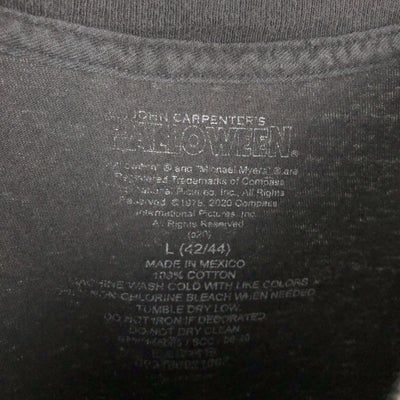 JOHN CARPENTER'S
HALLOWEEN®
"Halloween" ® and "Michael Myers" ® are
Registered Trademarks of Compass
International Pictures, Inc. All Rights
Reserved. ©1978, 2020 Compass
International Pictures, Inc.
All Rights Reserved
(s20)
L (42/44)
MADE IN MEXICO
100% COTTON
MACHINE WASH COLD WITH LIKE COLORS
NON-CHLORINE BLEACH WHEN NEEDED
TUMBLE DRY LOW
DO NOT IRON IF DECORATED
DO NOT DRY CLEAN